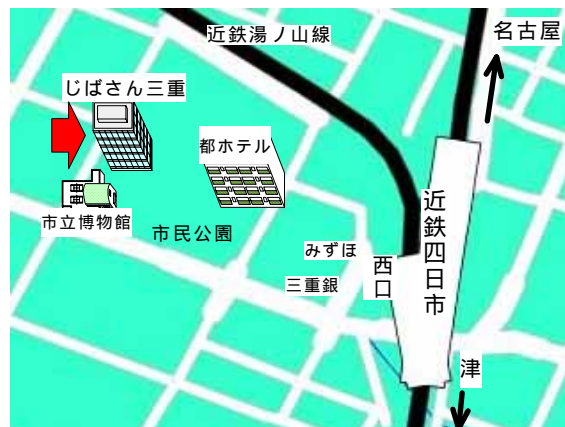 近鉄湯ノ山線
名古屋
じばさん三重
都ホテル
市立博物館
市民公園
みずほ
三重銀
西口
近鉄四日市
津